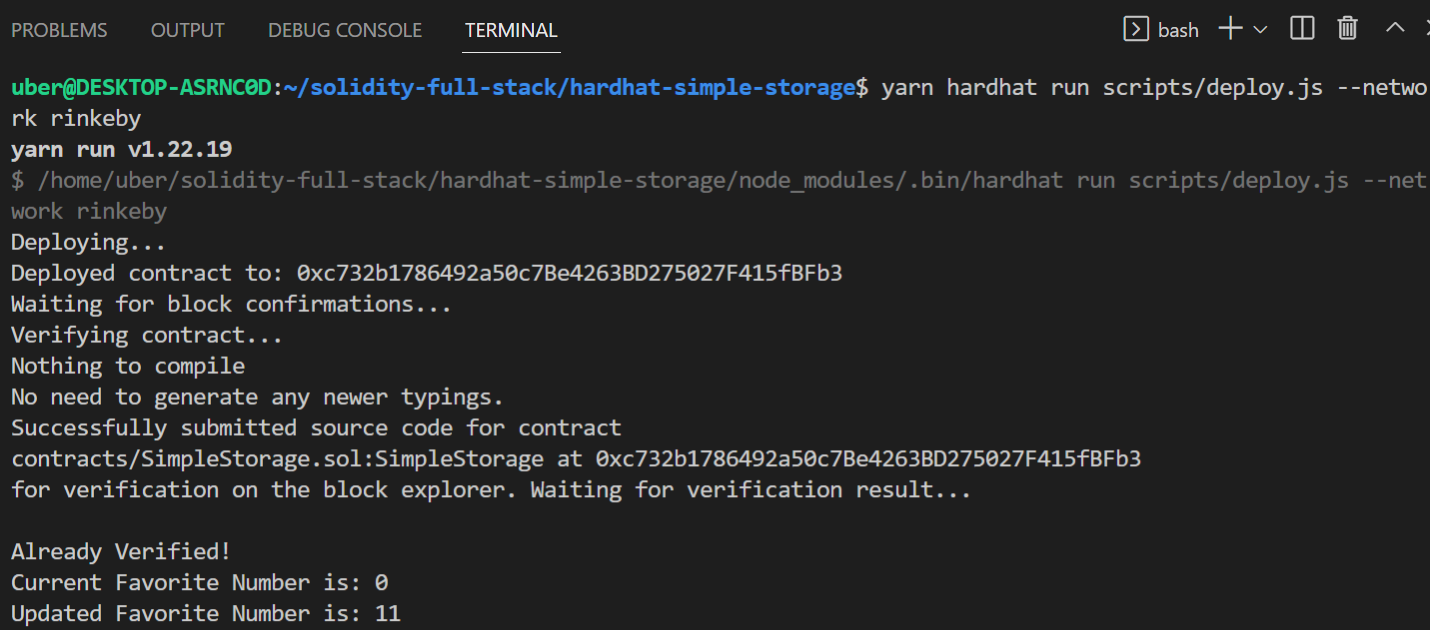 PROBLEMS OUTPUT DEBUG CONSOLE TERMINAL bash
uber@DESKTOP-ASRNC0D:~/solidity-full-stack/hardhat-simple-storage$ yarn hardhat run scripts/deploy.js --netwo
rk rinkeby
yarn run v1.22.19
$ /home/uber/solidity-full-stack/hardhat-simple-storage/node_modules/.bin/hardhat run scripts/deploy.js --net
work rinkeby
Deploying...
Deployed contract to: 0xc732b1786492a50c7Be4263BD275027F415fBFb3
Waiting for block confirmations...
Verifying contract...
Nothing to compile
No need to generate any newer typings.
Successfully submitted source code for contract
contracts/SimpleStorage.sol:SimpleStorage at 0xc732b1786492a50c7Be4263BD275027F415fBFb3
for verification on the block explorer. Waiting for verification result...
Already Verified!
Current Favorite Number is: 0
Updated Favorite Number is: 11